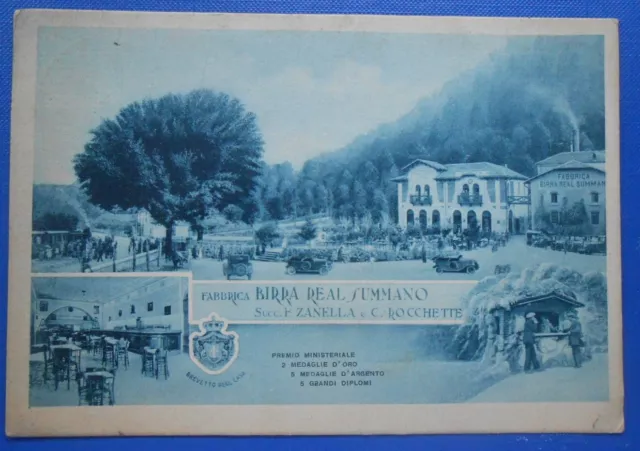 FABBRICA
BIRRA REAL SUMMANO
FABBRICA BIRRA REAL SUMMANO
Succ. F. ZANELLA e C. ROCCHETTE
BREVETTO REAL CASA
PREMIO MINISTERIALE
2 MEDAGLIE D'ORO
5 MEDAGLIE D'ARGENTO
5 GRANDI DIPLOMI